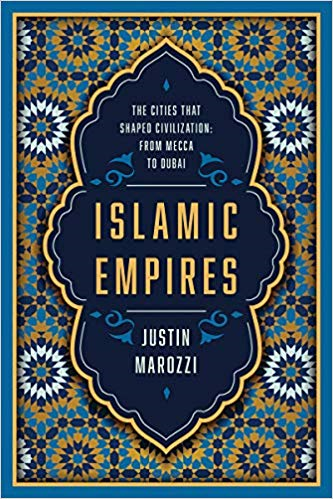 THE CITIES THAT
SHAPED CIVILIZATION:
FROM MECCA
TO DUBAI
ISLAMIC
EMPIRES
JUSTIN
MAROZZI